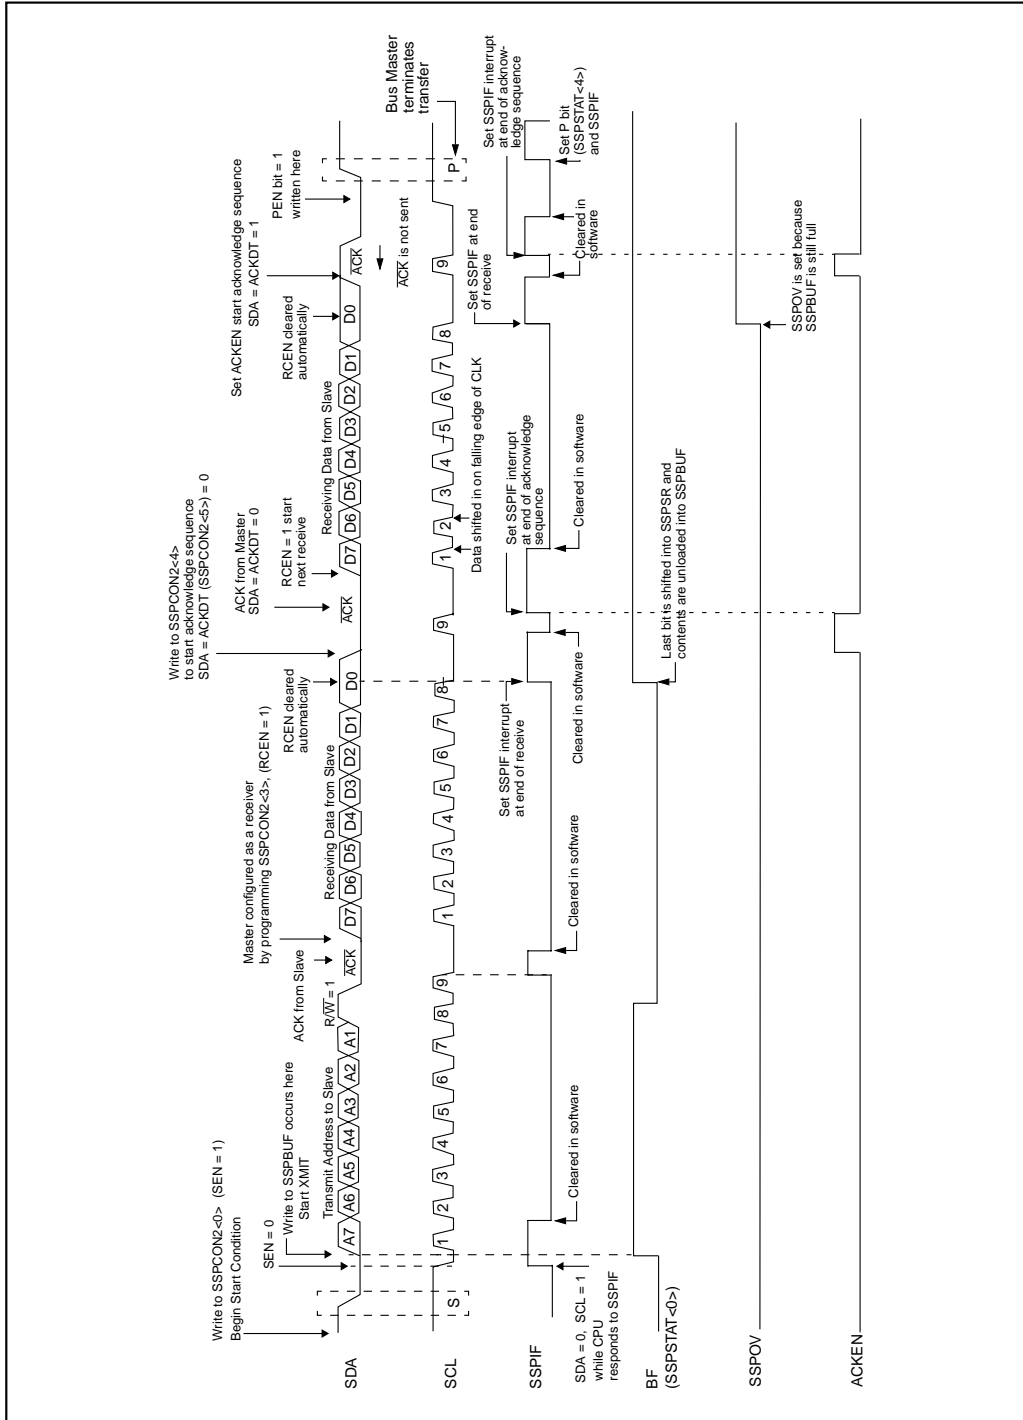 Write to SSPCON2<0> (SEN = 1)
Begin Start Condition
SEN = 0
Write to SSPBUF occurs here
Start XMIT
ACK from Slave
Master configured as a receiver
by programming SSPCON2<3>, (RCEN = 1)
RCEN cleared
automatically
Write to SSPCON2<4>
to start acknowledge sequence
SDA = ACKDT (SSPCON2<5>) = 0
ACK from Master
SDA = ACKDT = 0
RCEN = 1 start
next receive
RCEN cleared
automatically
Set ACKEN start acknowledge sequence
SDA = ACKDT = 1
PEN bit = 1
written here
Transmit Address to Slave
R/W = 1
Receiving Data from Slave
Receiving Data from Slave
SDA
A7 A6 A5 A4 A3 A2 A1
ACK
D7 D6 D5 D4 D3 D2 D1 D0
ACK
D7 D6 D5 D4 D3 D2 D1 D0
ACK
ACK is not sent
Bus Master
terminates
transfer
SCL
S
1 2 3 4 5 6 7 8 9
1 2 3 4 5 6 7 8 9
1 2 3 4 5 6 7 8 9
P
Data shifted in on falling edge of CLK
Set SSPIF interrupt
at end of receive
Set SSPIF interrupt
at end of acknowledge
sequence
Set SSPIF at end
of receive
Set SSPIF interrupt
at end of acknow-
ledge sequence
SSPIF
SDA = 0, SCL = 1
while CPU
responds to SSPIF
Cleared in software
Cleared in software
Cleared in software
Cleared in software
Cleared in
software
Set P bit
(SSPSTAT<4>)
and SSPIF
BF
(SSPSTAT<0>)
Last bit is shifted into SSPSR and
contents are unloaded into SSPBUF
SSPOV
SSPOV is set because
SSPBUF is still full
ACKEN